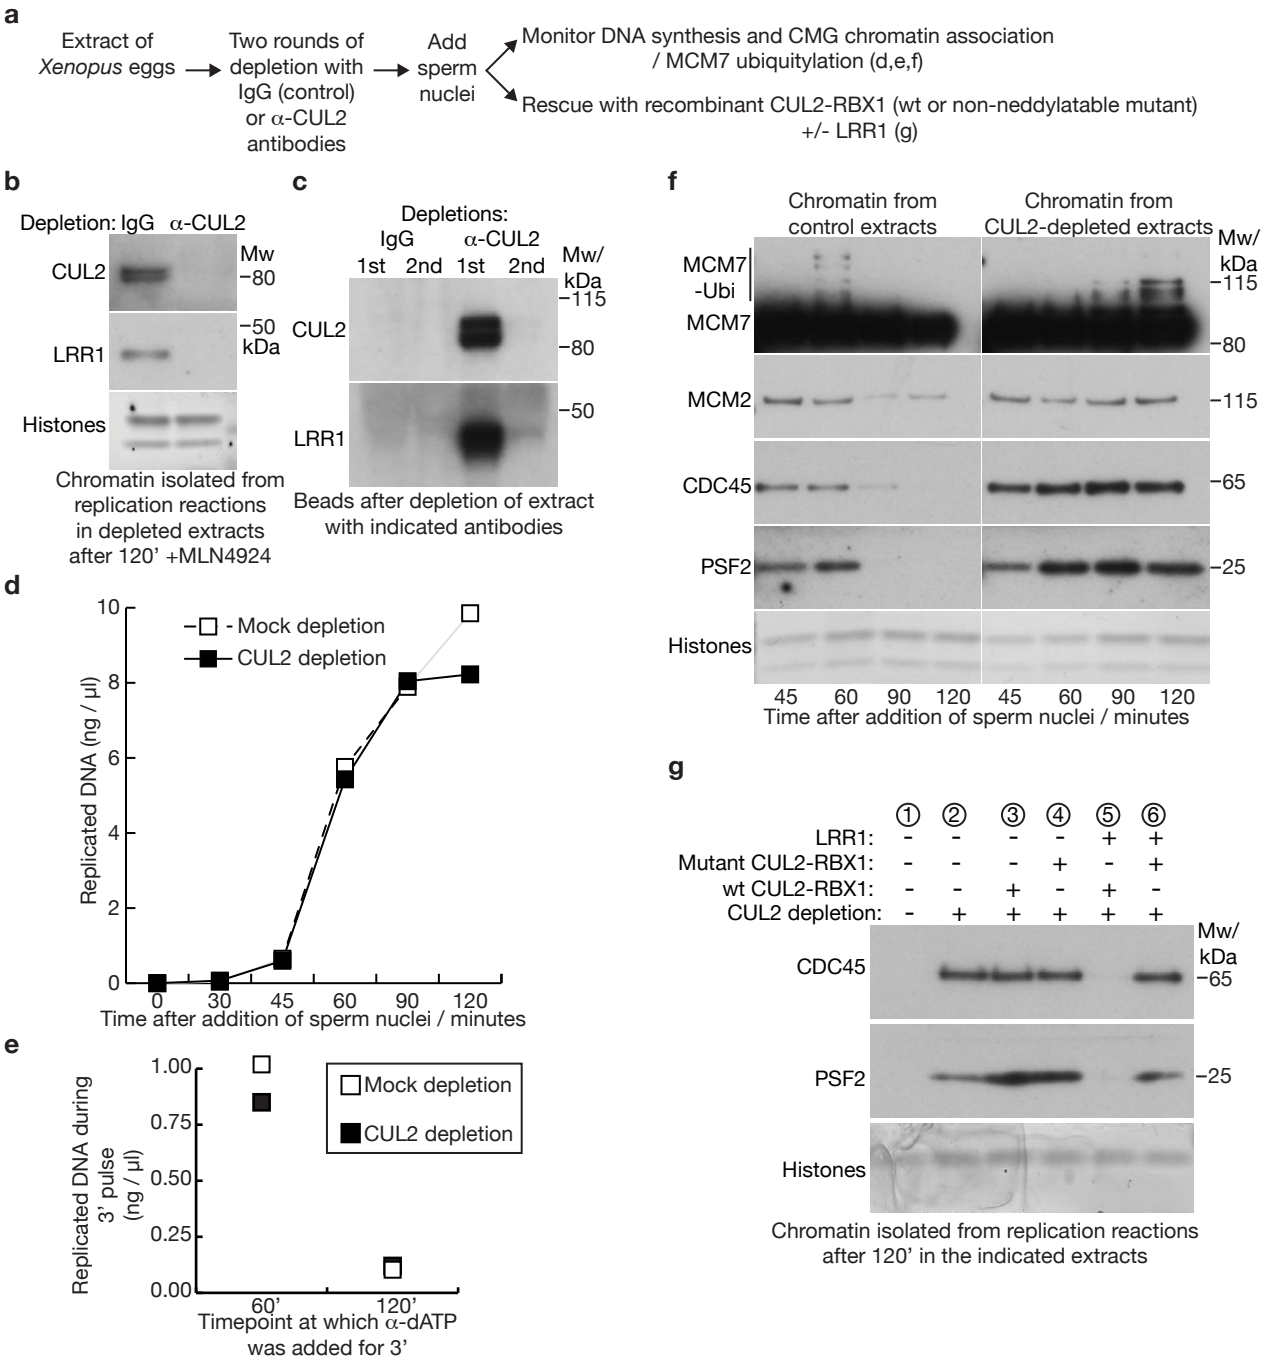 a
Extract of
Xenopus eggs
Two rounds of
depletion with
IgG (control)
or α-CUL2
antibodies
Add
sperm
nuclei
Monitor DNA synthesis and CMG chromatin association
/ MCM7 ubiquitylation (d,e,f)
Rescue with recombinant CUL2-RBX1 (wt or non-neddylatable mutant)
+/- LRR1 (g)
b
Depletion: IgG α-CUL2
Mw
CUL2
-80
-50
kDa
LRR1
Histones
Chromatin isolated from
replication reactions
in depleted extracts
after 120' +MLN4924
c
Depletions:
IgG α-CUL2
1st 2nd 1st 2nd
Mw/
kDa
-115
CUL2
-80
-50
LRR1
Beads after depletion of extract
with indicated antibodies
d
Replicated DNA (ng / µl)
10
8
6
4
2
0
Mock depletion
CUL2 depletion
0 30 45 60 90 120
Time after addition of sperm nuclei / minutes
e
Replicated DNA during
3' pulse
(ng / µl)
1.00
0.75
0.50
0.25
0.00
Mock depletion
CUL2 depletion
60' 120'
Timepoint at which α-dATP
was added for 3'
f
Chromatin from
control extracts
Chromatin from
CUL2-depleted extracts
Mw/
kDa
MCM7
-Ubi
-115
MCM7
-80
MCM2
-115
CDC45
-65
PSF2
-25
Histones
45 60 90 120 45 60 90 120
Time after addition of sperm nuclei / minutes
g
1 2 3 4 5 6
LRR1: - - - - + +
Mutant CUL2-RBX1: - - - + - +
wt CUL2-RBX1: - - + - + -
CUL2 depletion: - + + + + +
Mw/
kDa
CDC45
-65
PSF2
-25
Histones
Chromatin isolated from replication reactions
after 120' in the indicated extracts